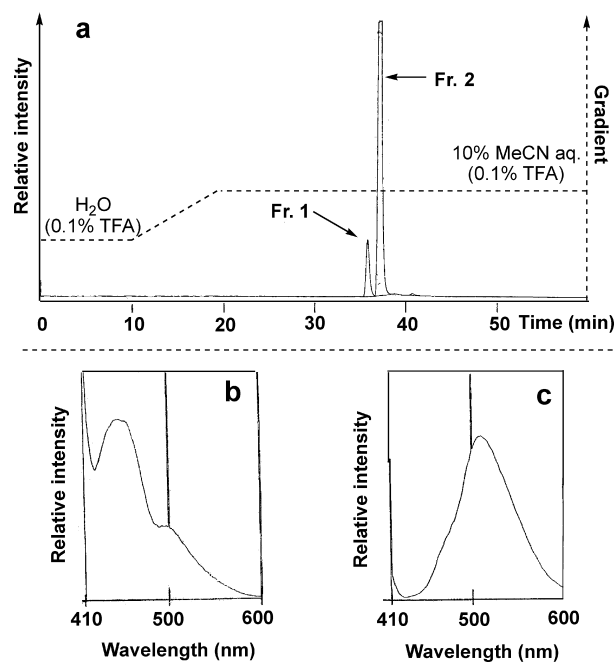 a
Relative intensity
Gradient
Fr. 2
10% MeCN aq.
(0.1% TFA)
H₂O
(0.1% TFA)
Fr. 1
0 10 20 30 40 50 Time (min)
b
Relative intensity
410 500 600
Wavelength (nm)
c
Relative intensity
410 500 600
Wavelength (nm)